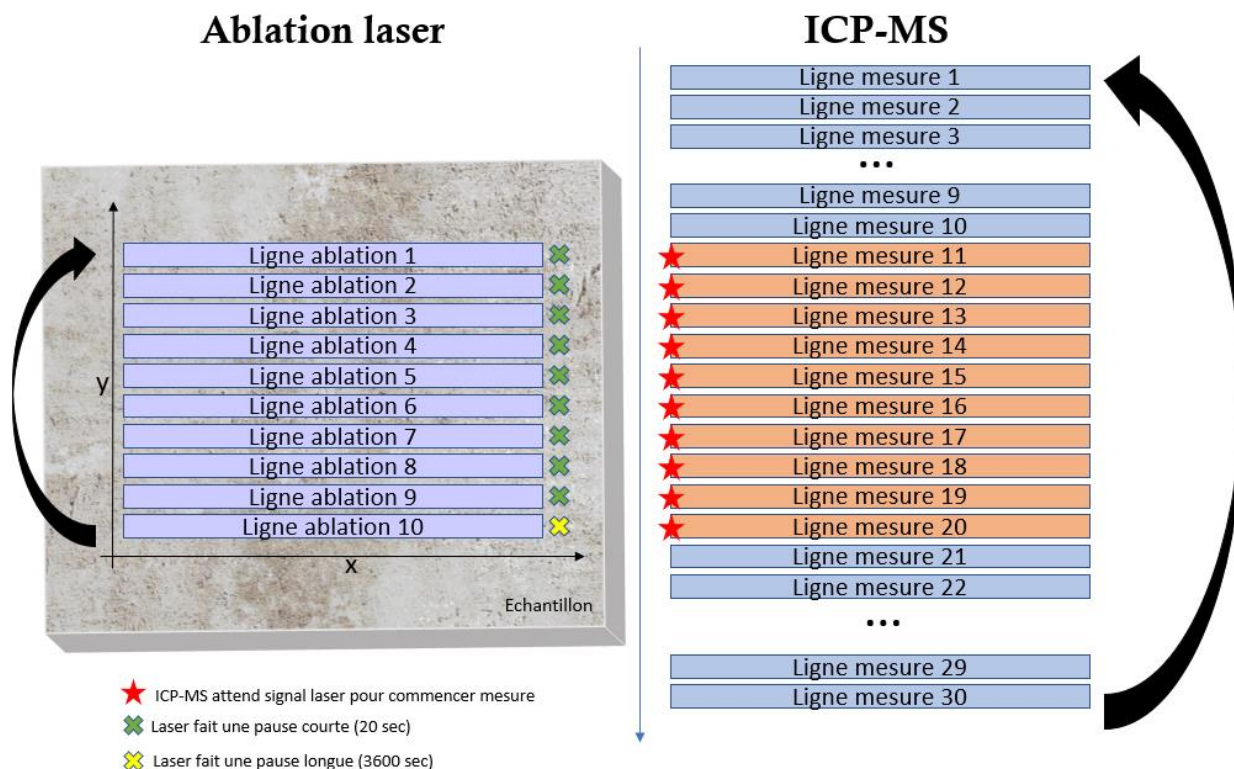 Ablation laser
y
Ligne ablation 1
Ligne ablation 2
Ligne ablation 3
Ligne ablation 4
Ligne ablation 5
Ligne ablation 6
Ligne ablation 7
Ligne ablation 8
Ligne ablation 9
Ligne ablation 10
x
Echantillon
ICP-MS attend signal laser pour commencer mesure
Laser fait une pause courte (20 sec)
Laser fait une pause longue (3600 sec)
ICP-MS
Ligne mesure 1
Ligne mesure 2
Ligne mesure 3
...
Ligne mesure 9
Ligne mesure 10
Ligne mesure 11
Ligne mesure 12
Ligne mesure 13
Ligne mesure 14
Ligne mesure 15
Ligne mesure 16
Ligne mesure 17
Ligne mesure 18
Ligne mesure 19
Ligne mesure 20
Ligne mesure 21
Ligne mesure 22
...
Ligne mesure 29
Ligne mesure 30